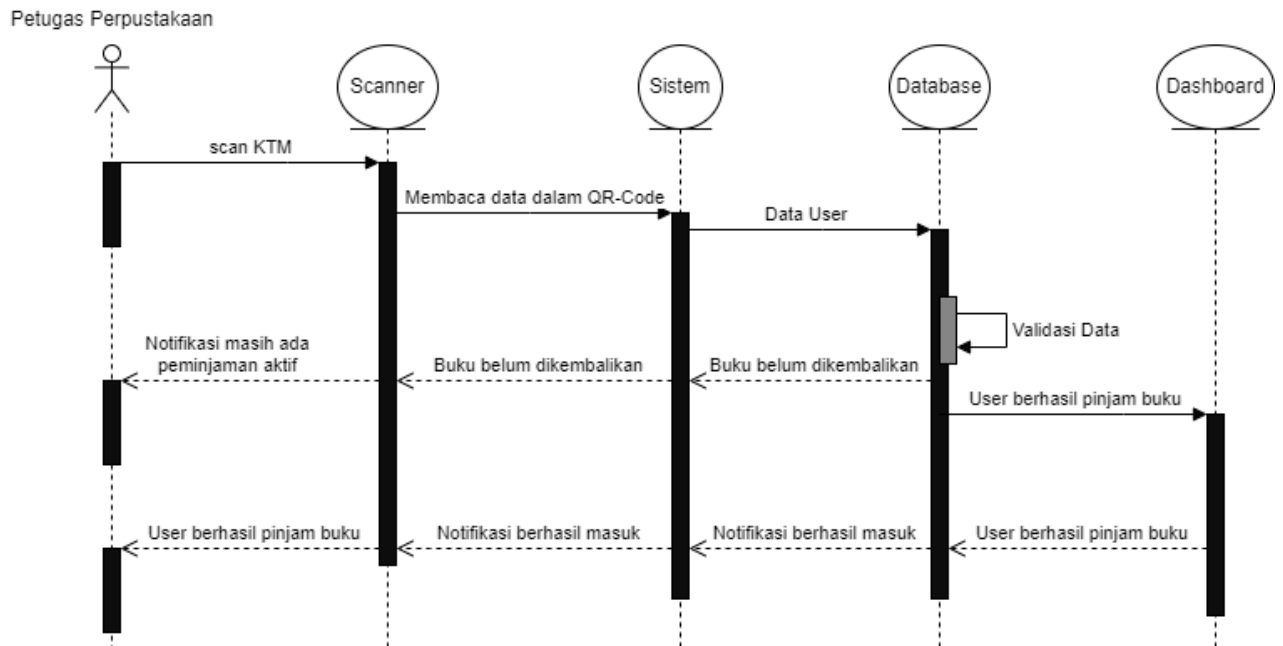 Petugas Perpustakaan
Scanner
Sistem
Database
Dashboard
scan KTM
Membaca data dalam QR-Code
Data User
Validasi Data
Notifikasi masih ada
peminjaman aktif
Buku belum dikembalikan
Buku belum dikembalikan
User berhasil pinjam buku
User berhasil pinjam buku
Notifikasi berhasil masuk
Notifikasi berhasil masuk
User berhasil pinjam buku